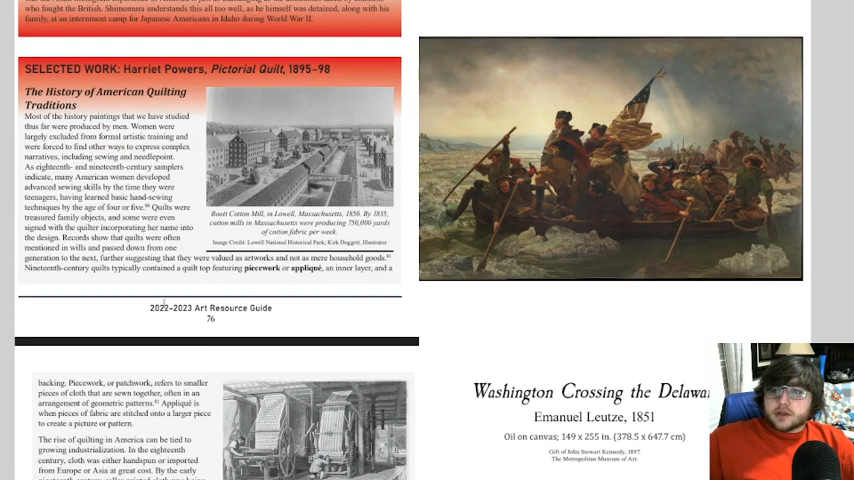 who fought the British. Shimomura understands this all too well, as he himself was detained, along with his
family, at an internment camp for Japanese Americans in Idaho during World War II.
SELECTED WORK: Harriet Powers, Pictorial Quilt, 1895–98
The History of American Quilting
Traditions
Most of the history paintings that we have studied
thus far were produced by men. Women were
largely excluded from formal artistic training and
were forced to find other ways to express complex
narratives, including sewing and needlepoint.
As eighteenth- and nineteenth-century samplers
indicate, many American women developed
advanced sewing skills by the time they were
teenagers, having learned basic hand-sewing
techniques by the age of four or five.80 Quilts were
treasured family objects, and some were even
signed with the quilter incorporating her name into
the design. Records show that quilts were often
mentioned in wills and passed down from one
generation to the next, further suggesting that they were valued as artworks and not as mere household goods.81
Nineteenth-century quilts typically contained a quilt top featuring piecework or appliqué, an inner layer, and a
Boott Cotton Mill, in Lowell, Massachusetts, 1850. By 1835,
cotton mills in Massachusetts were producing 750,000 yards
of cotton fabric per week.
Image Credit: Lowell National Historical Park; Kirk Doggett, Illustrator
2022–2023 Art Resource Guide
76
backing. Piecework, or patchwork, refers to smaller
pieces of cloth that are sewn together, often in an
arrangement of geometric patterns.82 Appliqué is
when pieces of fabric are stitched onto a larger piece
to create a picture or pattern.
The rise of quilting in America can be tied to
growing industrialization. In the eighteenth
century, cloth was either handspun or imported
from Europe or Asia at great cost. By the early
Washington Crossing the Delawar
Emanuel Leutze, 1851
Oil on canvas; 149 x 255 in. (378.5 x 647.7 cm)
Gift of John Stewart Kennedy, 1897.
The Metropolitan Museum of Art.